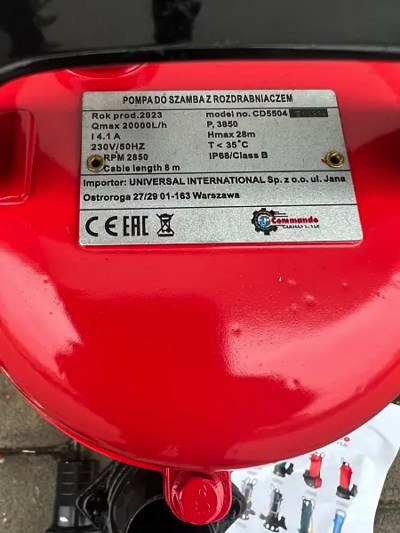 POMPA DO SZAMBA Z ROZDRABNIACZEM
Rok prod.2023 model no. CD5504
Qmax 20000L/h P, 3850
I 4.1 A Hmax 28m
230V/50HZ T < 35°C
RPM 2850 IP68/Class B
Cable length 8 m
Importer: UNIVERSAL INTERNATIONAL Sp. z o.o. ul. Jana
Ostroroga 27/29 01-163 Warszawa
CE EAC Commando